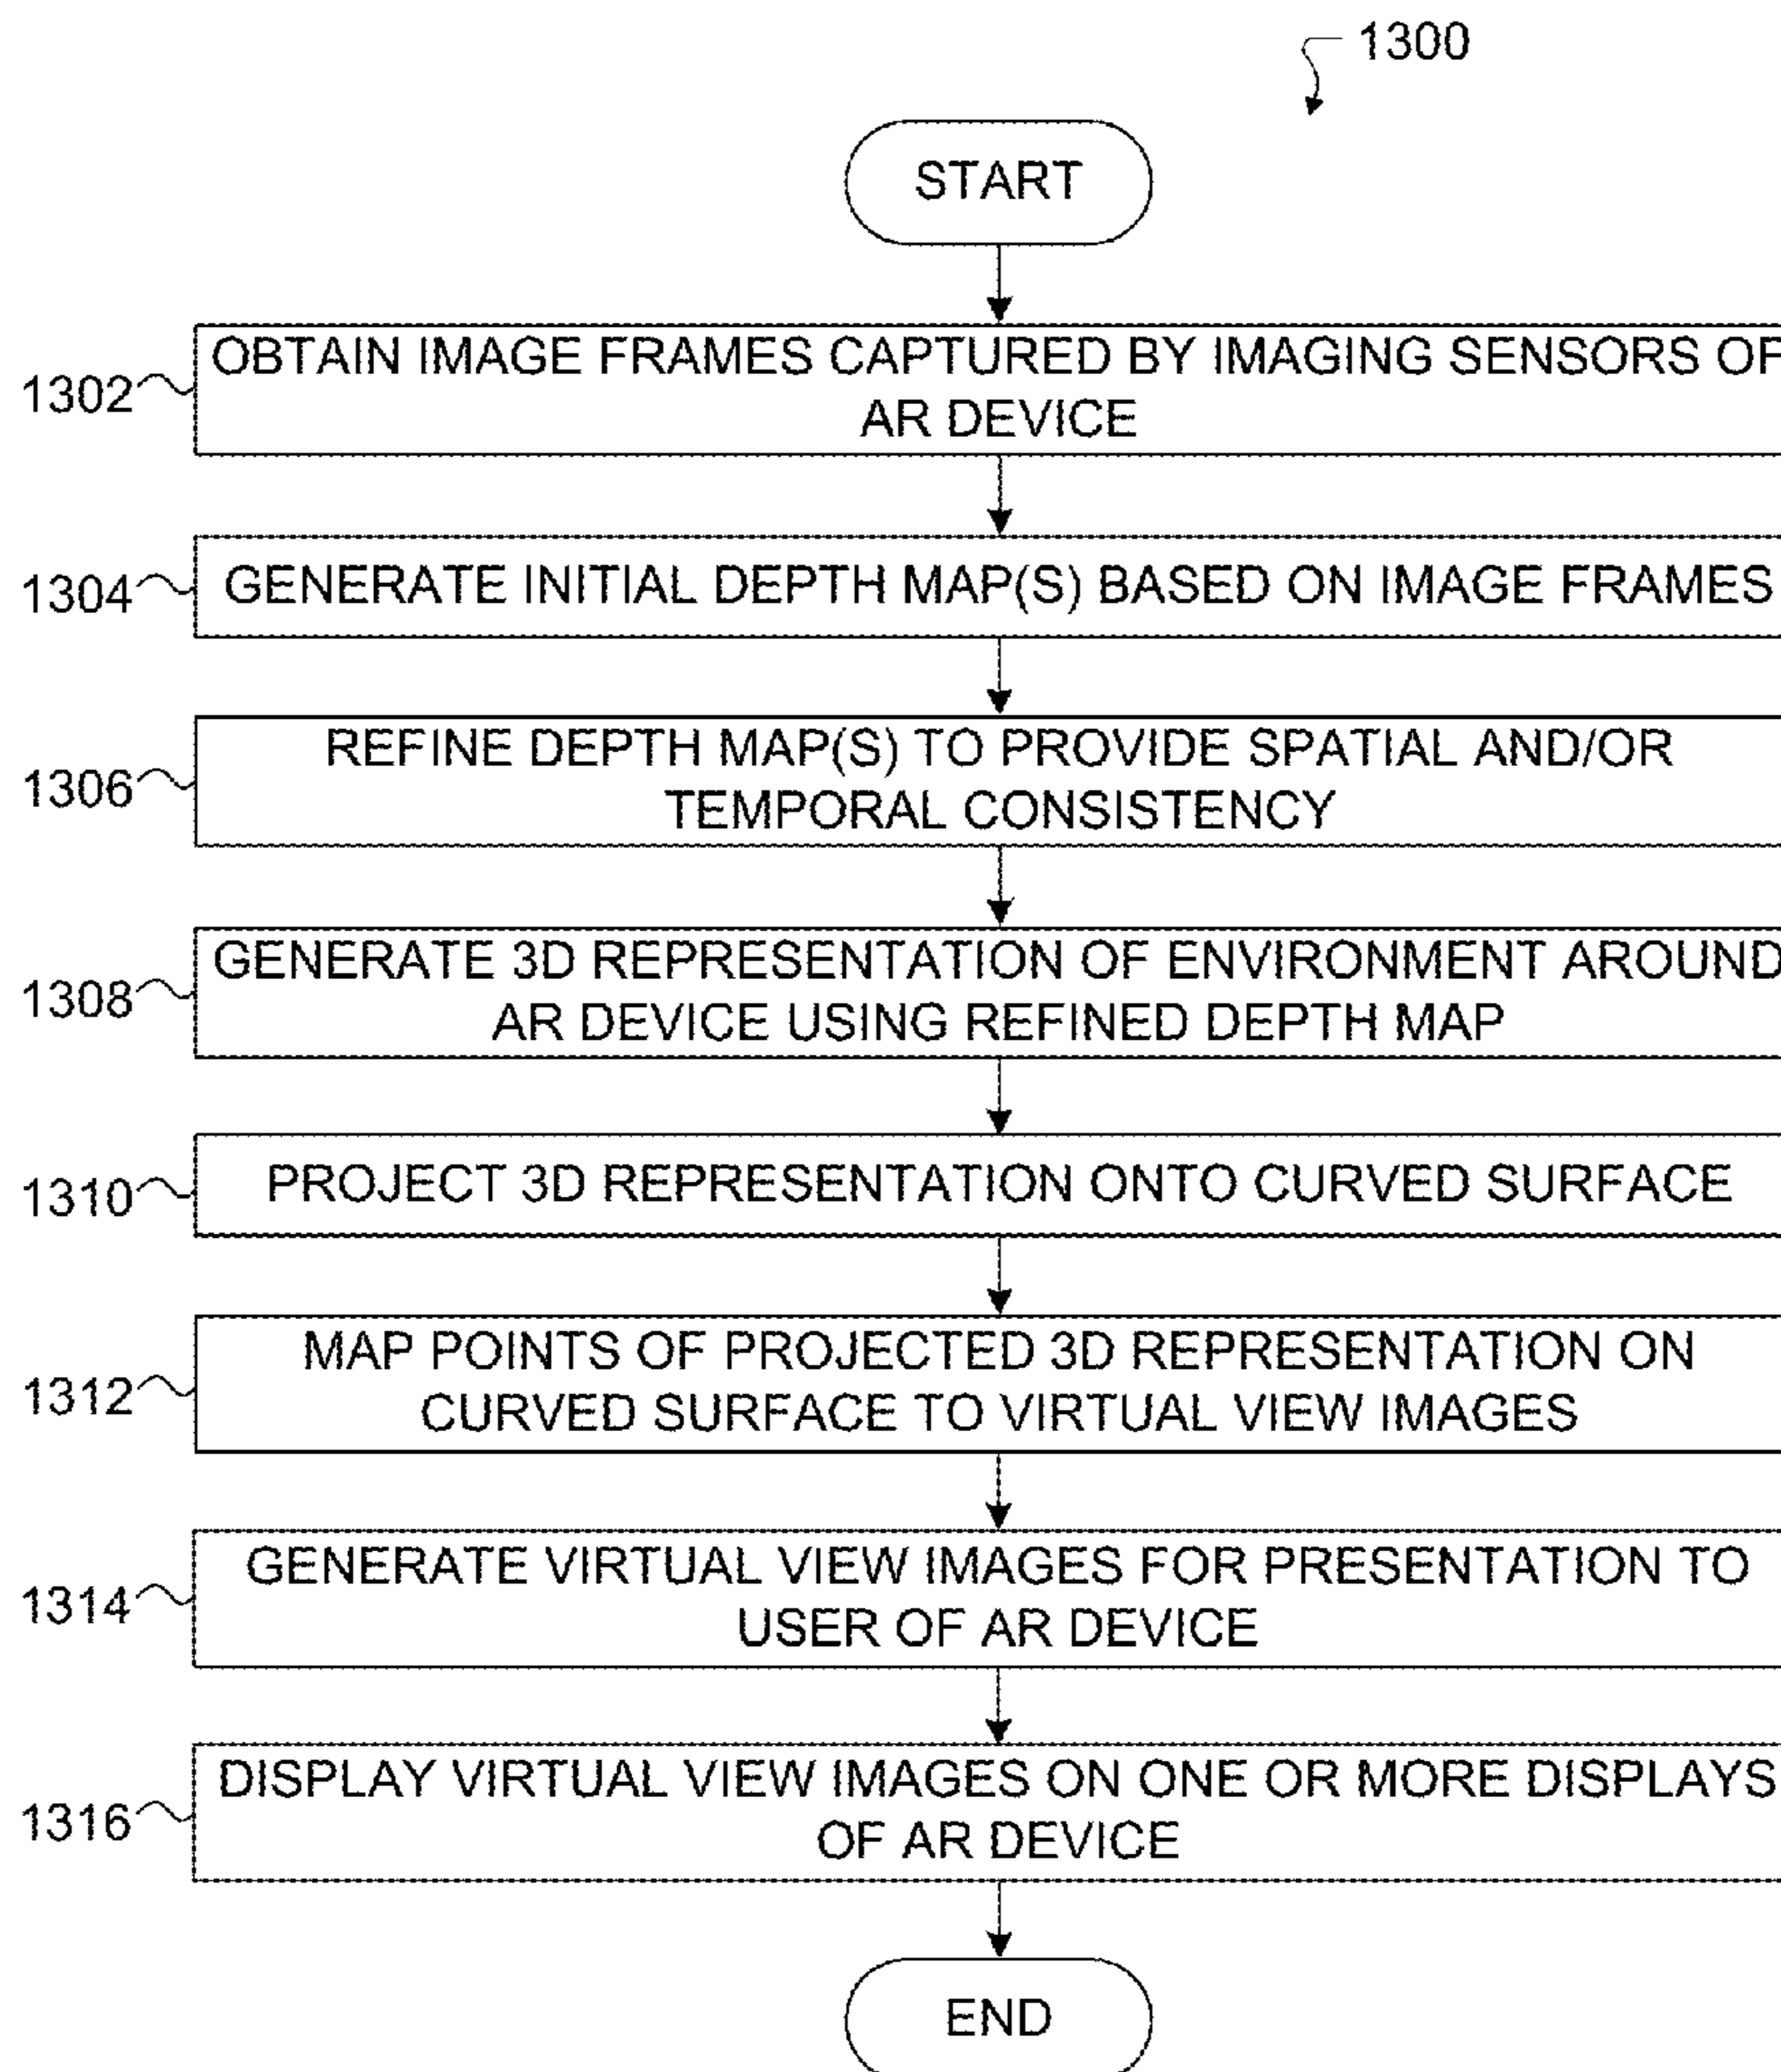 1300
START
1302
OBTAIN IMAGE FRAMES CAPTURED BY IMAGING SENSORS OF
AR DEVICE
1304
GENERATE INITIAL DEPTH MAP(S) BASED ON IMAGE FRAMES
1306
REFINE DEPTH MAP(S) TO PROVIDE SPATIAL AND/OR
TEMPORAL CONSISTENCY
1308
GENERATE 3D REPRESENTATION OF ENVIRONMENT AROUND
AR DEVICE USING REFINED DEPTH MAP
1310
PROJECT 3D REPRESENTATION ONTO CURVED SURFACE
1312
MAP POINTS OF PROJECTED 3D REPRESENTATION ON
CURVED SURFACE TO VIRTUAL VIEW IMAGES
1314
GENERATE VIRTUAL VIEW IMAGES FOR PRESENTATION TO
USER OF AR DEVICE
1316
DISPLAY VIRTUAL VIEW IMAGES ON ONE OR MORE DISPLAYS
OF AR DEVICE
END